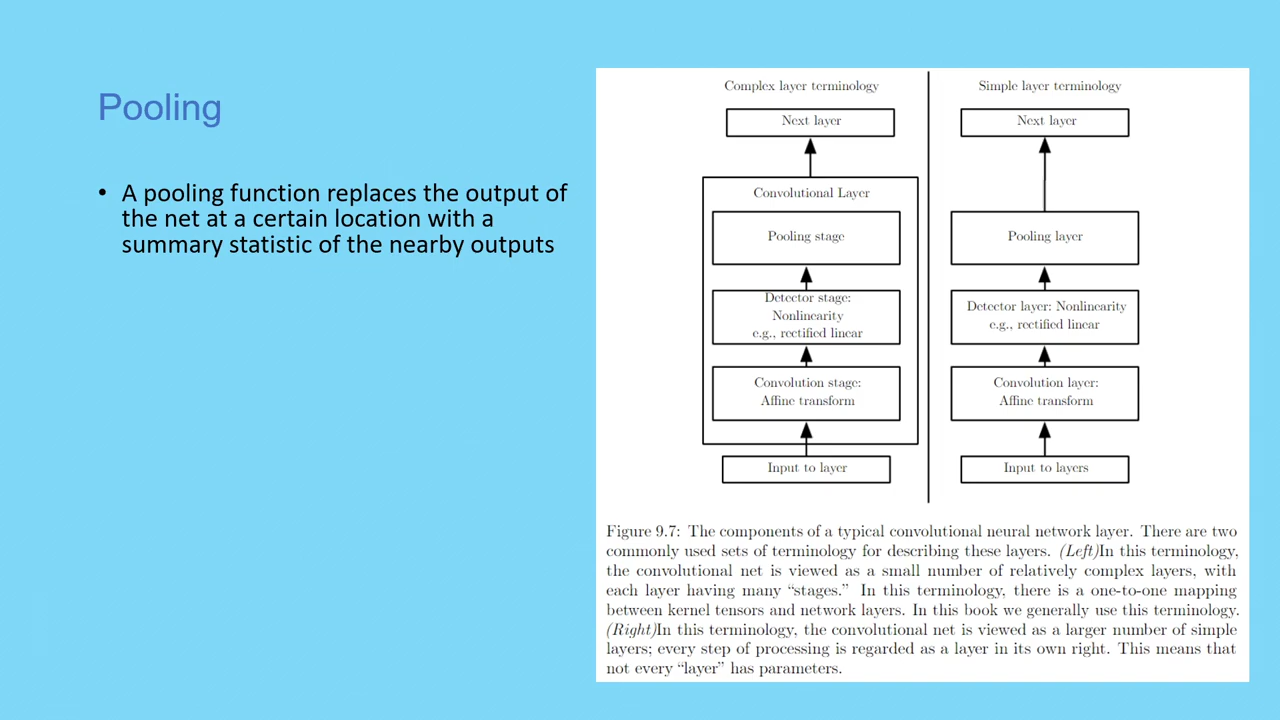 Pooling
• A pooling function replaces the output of
the net at a certain location with a
summary statistic of the nearby outputs
Complex layer terminology
Next layer
Convolutional Layer
Pooling stage
Detector stage:
Nonlinearity
e.g., rectified linear
Convolution stage:
Affine transform
Input to layer
Simple layer terminology
Next layer
Pooling layer
Detector layer: Nonlinearity
e.g., rectified linear
Convolution layer:
Affine transform
Input to layers
Figure 9.7: The components of a typical convolutional neural network layer. There are two
commonly used sets of terminology for describing these layers. (Left)In this terminology,
the convolutional net is viewed as a small number of relatively complex layers, with
each layer having many “stages.” In this terminology, there is a one-to-one mapping
between kernel tensors and network layers. In this book we generally use this terminology.
(Right)In this terminology, the convolutional net is viewed as a larger number of simple
layers; every step of processing is regarded as a layer in its own right. This means that
not every “layer” has parameters.